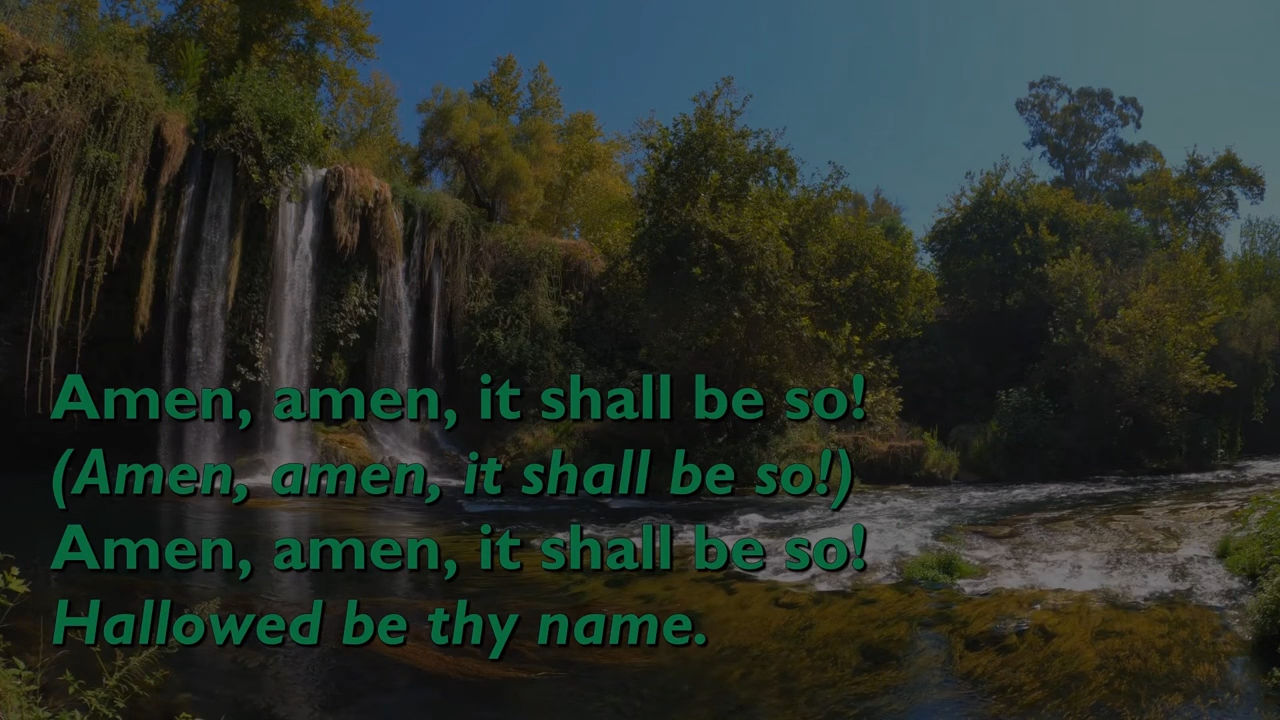 Amen, amen, it shall be so!
(Amen, amen, it shall be so!)
Amen, amen, it shall be so!
Hallowed be thy name.